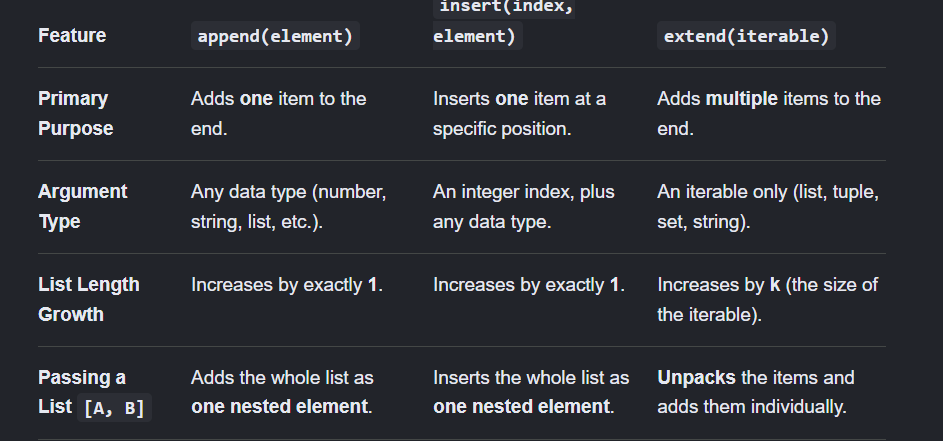 insert(index,
Feature append(element) element) extend(iterable)
Primary Adds one item to the Inserts one item at a Adds multiple items to the
Purpose end. specific position. end.
Argument Any data type (number, An integer index, plus An iterable only (list, tuple,
Type string, list, etc.). any data type. set, string).
List Length Increases by exactly 1. Increases by exactly 1. Increases by k (the size of
Growth the iterable).
Passing a Adds the whole list as Inserts the whole list as Unpacks the items and
List [A, B] one nested element. one nested element. adds them individually.